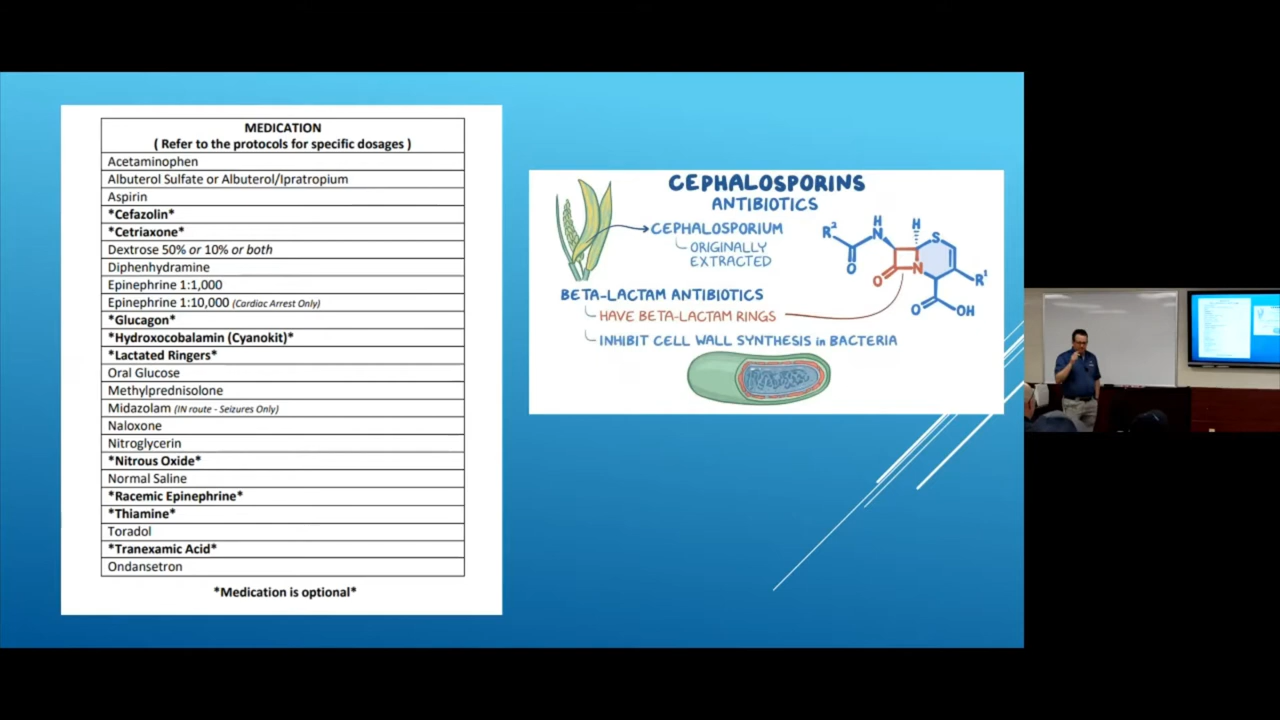 MEDICATION
( Refer to the protocols for specific dosages )
Acetaminophen
Albuterol Sulfate or Albuterol/Ipratropium
Aspirin
*Cefazolin*
*Cetriaxone*
Dextrose 50% or 10% or both
Diphenhydramine
Epinephrine 1:1,000
Epinephrine 1:10,000 (Cardiac Arrest Only)
*Glucagon*
*Hydroxocobalamin (Cyanokit)*
*Lactated Ringers*
Oral Glucose
Methylprednisolone
Midazolam (IN route - Seizures Only)
Naloxone
Nitroglycerin
*Nitrous Oxide*
Normal Saline
*Racemic Epinephrine*
*Thiamine*
Toradol
*Tranexamic Acid*
Ondansetron
*Medication is optional*
CEPHALOSPORINS
ANTIBIOTICS
CEPHALOSPORIUM
ORIGINALLY
EXTRACTED
R² N H H S
O O N R¹
O OH
BETA-LACTAM ANTIBIOTICS
HAVE BETA-LACTAM RINGS
INHIBIT CELL WALL SYNTHESIS in BACTERIA